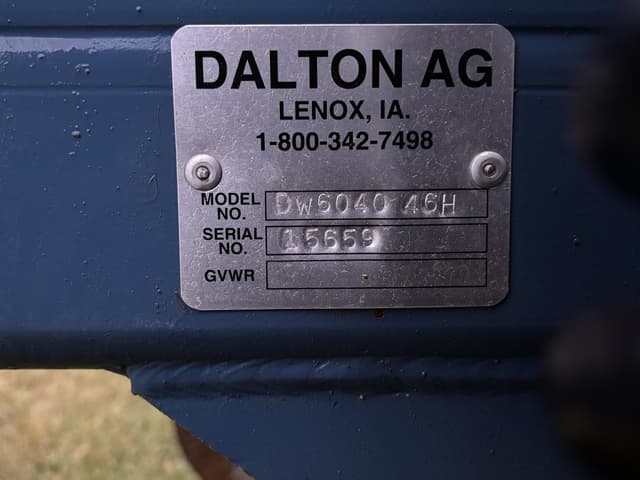 DALTON AG
LENOX, IA.
1-800-342-7498
MODEL NO. DW6040 46H
SERIAL NO. 15659
GVWR